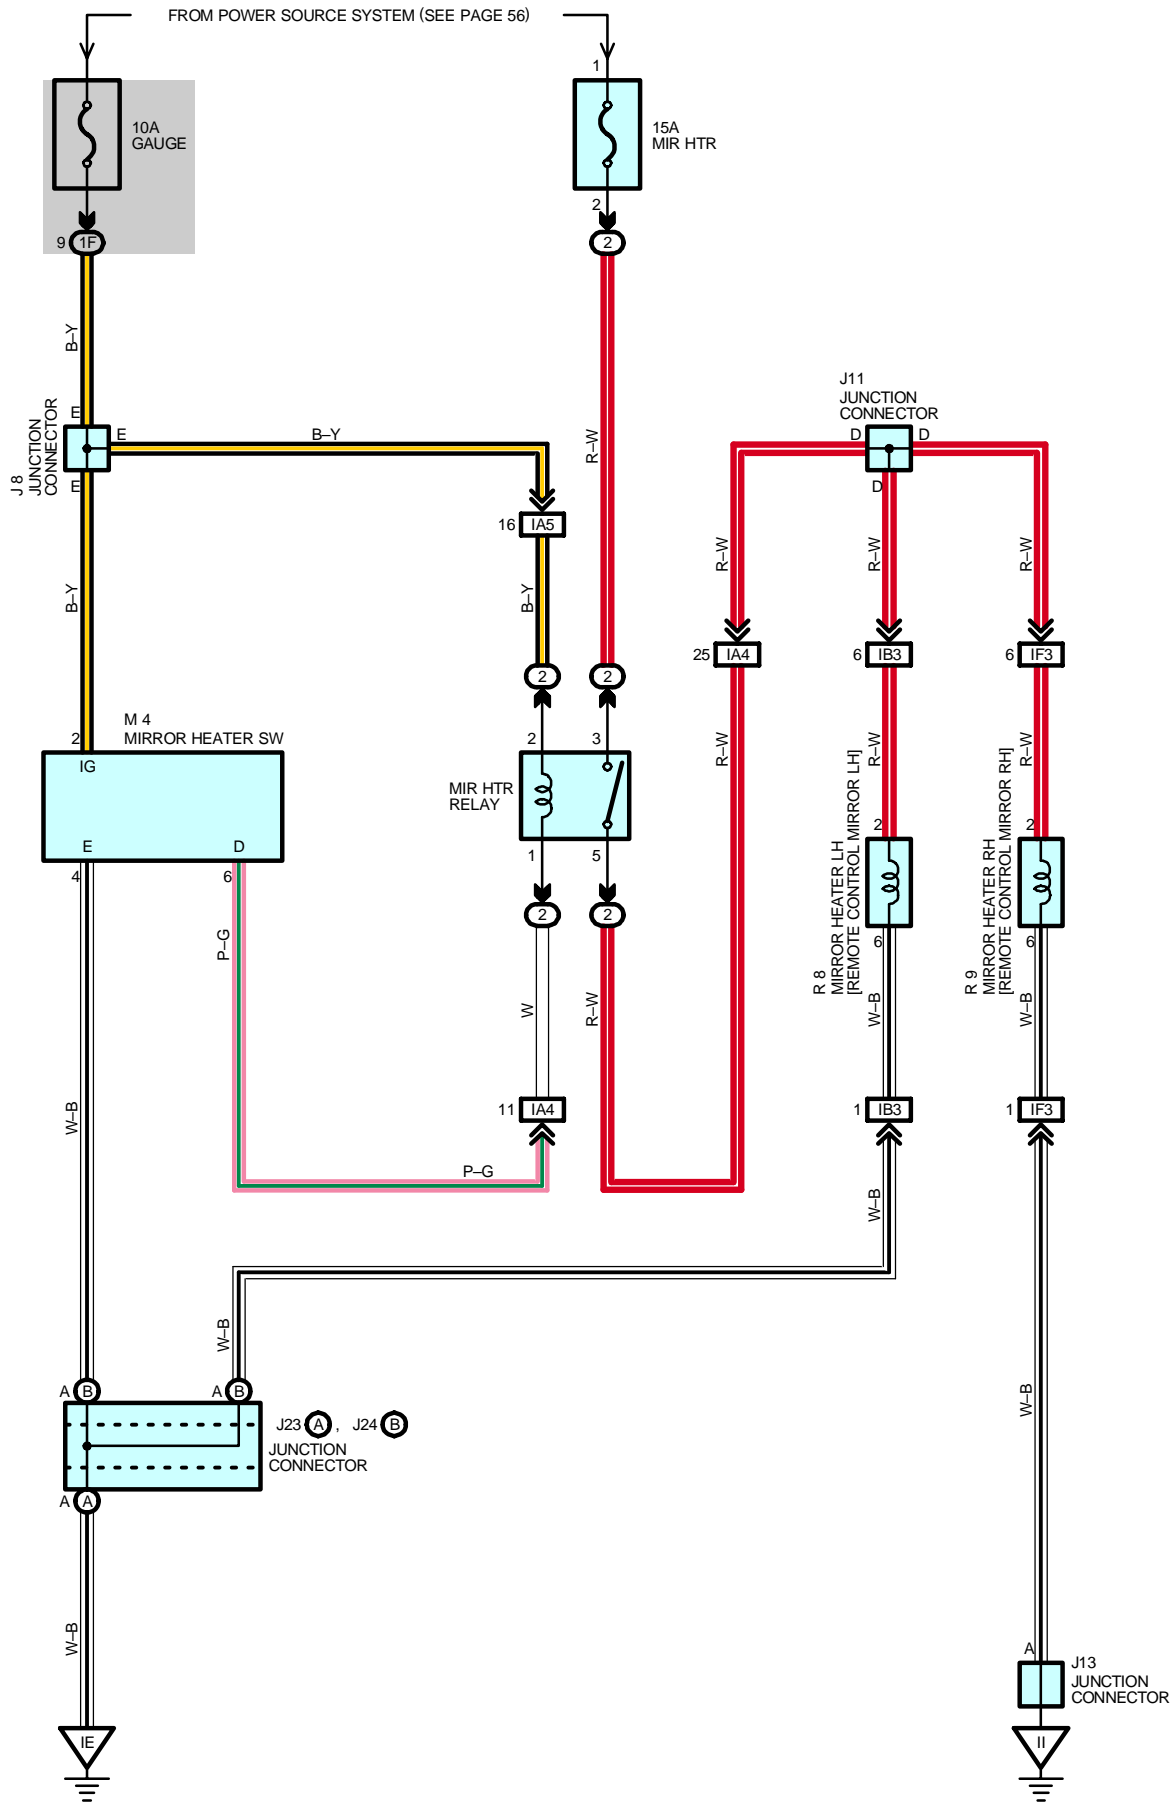 FROM POWER SOURCE SYSTEM (SEE PAGE 56)
1
10A
GAUGE
15A
MIR HTR
2
9 1F
2
B–Y
R–W
J11
JUNCTION
CONNECTOR
E
E
B–Y
D
D
J 8
JUNCTION
CONNECTOR
E
D
16 IA5
B–Y
B–Y
R–W
R–W
R–W
25 IA4
6 IB3
6 IF3
2
2
M 4
MIRROR HEATER SW
2
2
3
R–W
R–W
R–W
IG
MIR HTR
RELAY
2
2
E
D
4
6
1
5
R 8
MIRROR HEATER LH
[REMOTE CONTROL MIRROR LH]
R 9
MIRROR HEATER RH
[REMOTE CONTROL MIRROR RH]
2
2
6
6
P–G
W
R–W
W–B
W–B
W–B
11 IA4
1 IB3
1 IF3
P–G
W–B
W–B
A B
A B
W–B
J23 A , J24 B
JUNCTION
CONNECTOR
A A
W–B
A
J13
JUNCTION
CONNECTOR
IE
II